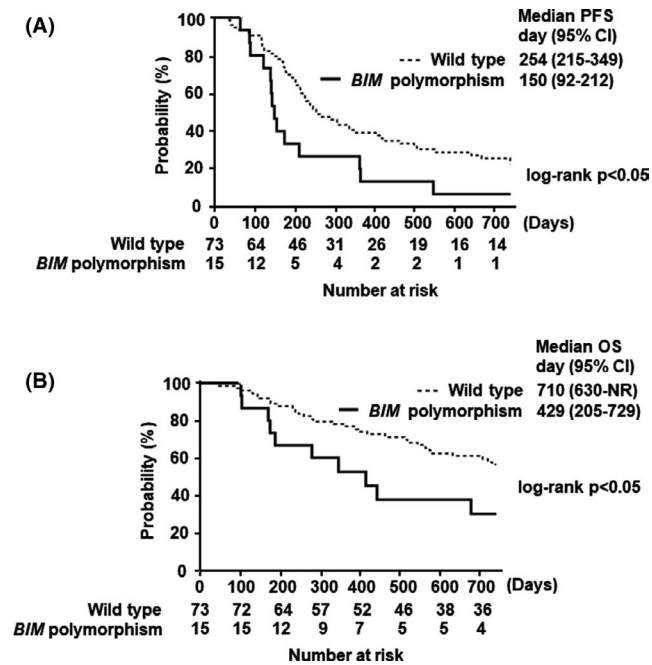 (A)
Median PFS
day (95% CI)
Wild type 254 (215-349)
BIM polymorphism 150 (92-212)
Probability (%)
100
80
60
40
20
0
log-rank p<0.05
0 100 200 300 400 500 600 700 (Days)
Wild type 73 64 46 31 26 19 16 14
BIM polymorphism 15 12 5 4 2 2 1 1
Number at risk
(B)
Median OS
day (95% CI)
Wild type 710 (630-NR)
BIM polymorphism 429 (205-729)
Probability (%)
100
80
60
40
20
0
log-rank p<0.05
0 100 200 300 400 500 600 700 (Days)
Wild type 73 72 64 57 52 46 38 36
BIM polymorphism 15 15 12 9 7 5 5 4
Number at risk